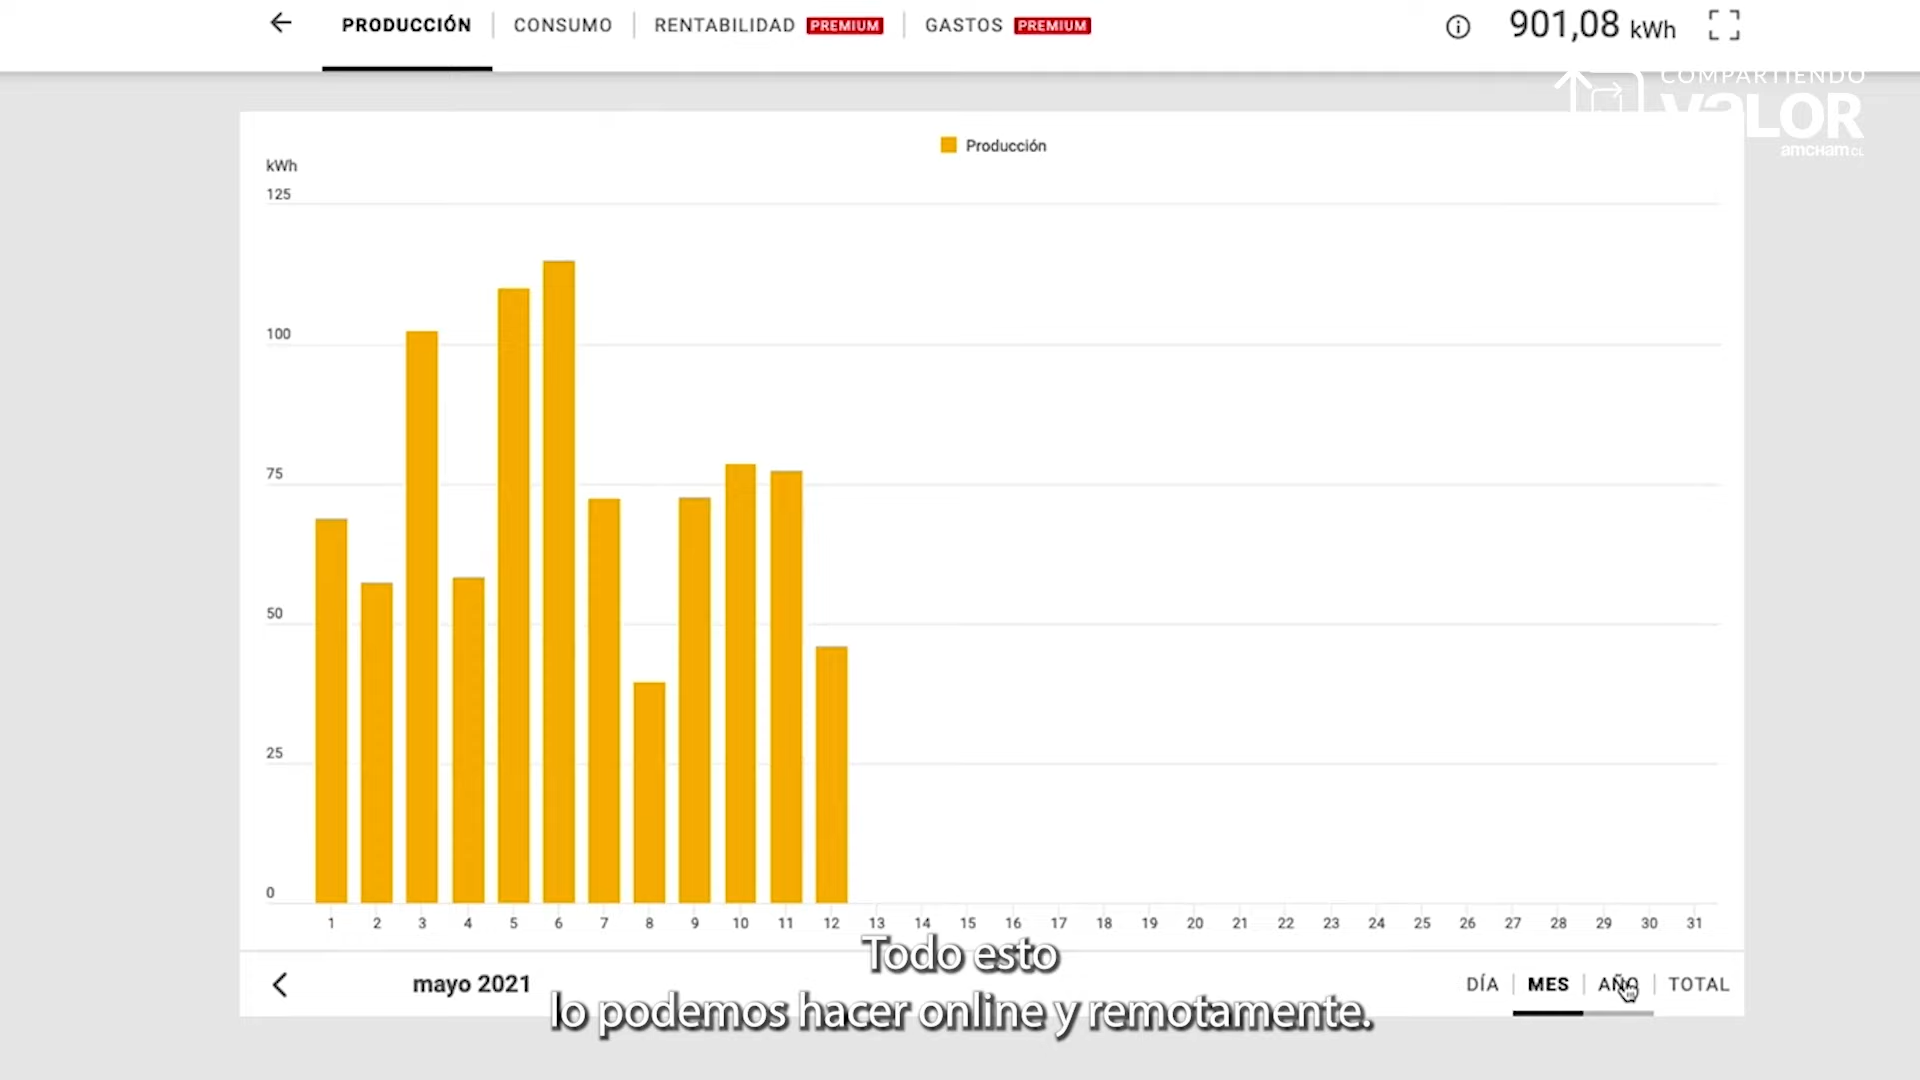 PRODUCCIÓN
CONSUMO
RENTABILIDAD PREMIUM
GASTOS PREMIUM
901,08 kWh
COMPARTIENDO
VALOR
AMCHAM CL
Producción
kWh
125
100
75
50
25
0
1 2 3 4 5 6 7 8 9 10 11 12 13 14 15 16 17 18 19 20 21 22 23 24 25 26 27 28 29 30 31
mayo 2021
DÍA MES AÑO TOTAL
Todo esto
lo podemos hacer online y remotamente.